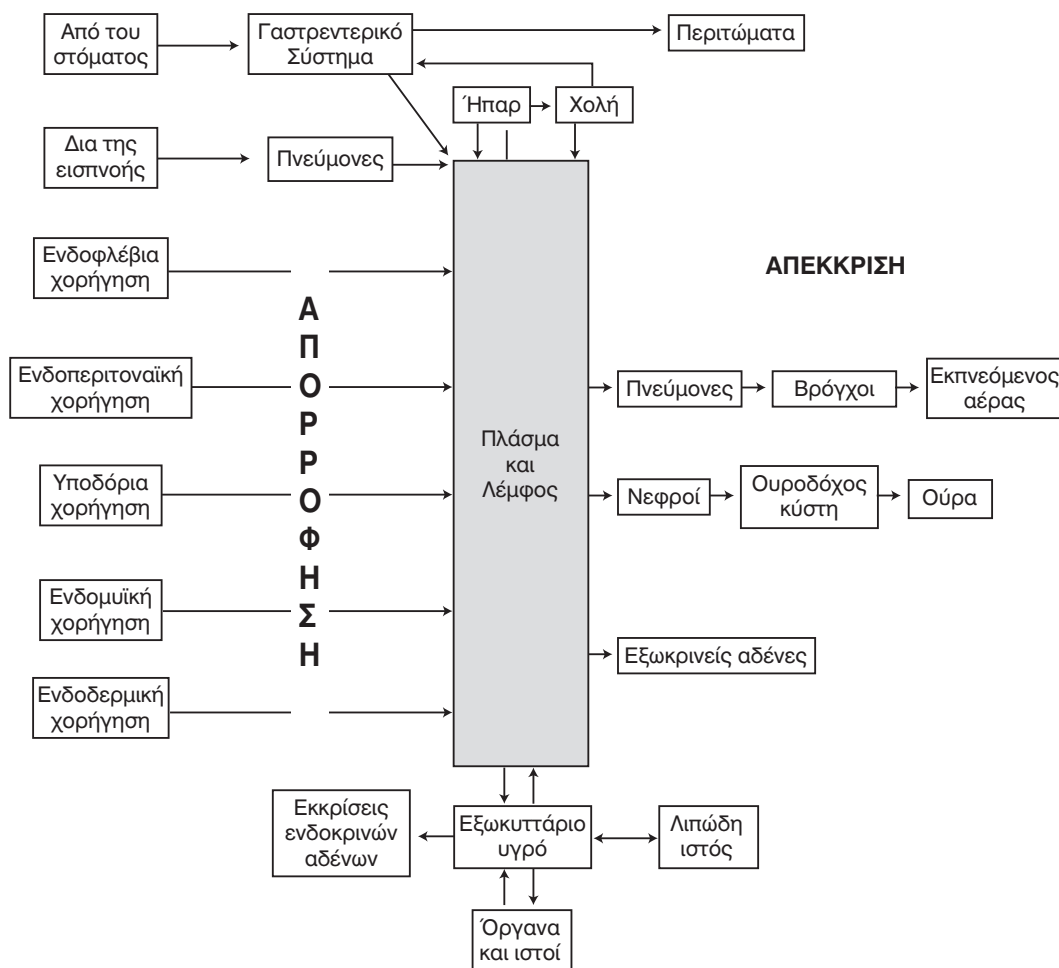 Από του
στόματος
Γαστρεντερικό
Σύστημα
Περιτώματα
Ήπαρ
Χολή
Δια της
εισπνοής
Πνεύμονες
Ενδοφλέβια
χορήγηση
ΑΠΕΚΚΡΙΣΗ
ΑΠΟΡΡΟΦΗΣΗ
Ενδοπεριτοναϊκή
χορήγηση
Πλάσμα
και
Λέμφος
Πνεύμονες
Βρόγχοι
Εκπνεόμενος
αέρας
Υποδόρια
χορήγηση
Νεφροί
Ουροδόχος
κύστη
Ούρα
Ενδομυϊκή
χορήγηση
Εξωκρινείς αδένες
Ενδοδερμική
χορήγηση
Εκκρίσεις
ενδοκρινών
αδένων
Εξωκυττάριο
υγρό
Λιπώδη
ιστός
Όργανα
και ιστοί